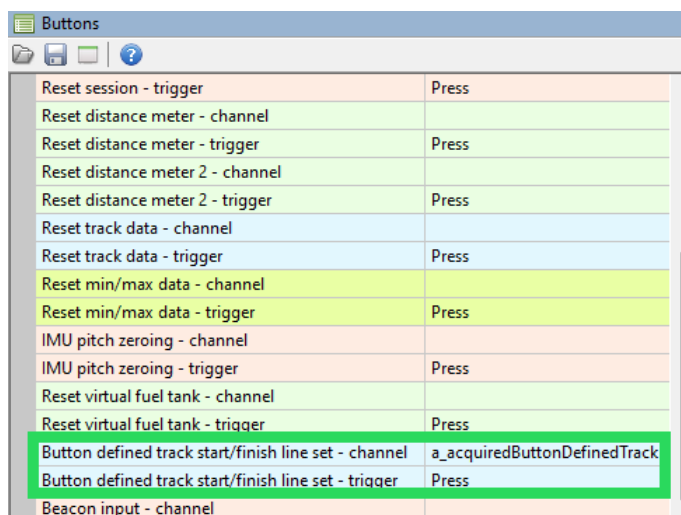 Buttons
Reset session - trigger Press
Reset distance meter - channel
Reset distance meter - trigger Press
Reset distance meter 2 - channel
Reset distance meter 2 - trigger Press
Reset track data - channel
Reset track data - trigger Press
Reset min/max data - channel
Reset min/max data - trigger Press
IMU pitch zeroing - channel
IMU pitch zeroing - trigger Press
Reset virtual fuel tank - channel
Reset virtual fuel tank - trigger Press
Button defined track start/finish line set - channel a_acquiredButtonDefinedTrack
Button defined track start/finish line set - trigger Press
Beacon input - channel